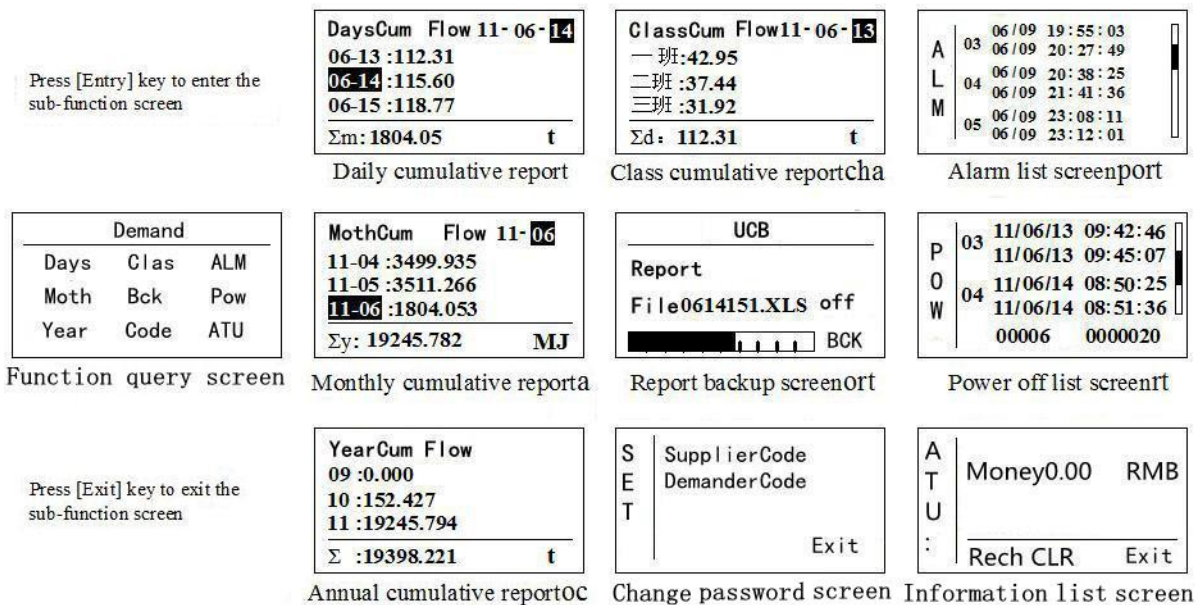 Press [Entry] key to enter the
sub-function screen
DaysCum Flow 11- 06-14
06-13 :112.31
06-14 :115.60
06-15 :118.77
Σm: 1804.05 t
Daily cumulative report
ClassCum Flow11- 06-13
一 班:42.95
二班 :37.44
三班 :31.92
Σd: 112.31 t
Class cumulative reportcha
A
L
M
03 06/09 19:55:03
06/09 20:27:49
04 06/09 20:38:25
06/09 21:41:36
05 06/09 23:08:11
06/09 23:12:01
Alarm list screenport
Demand
Days Clas ALM
Moth Bck Pow
Year Code ATU
Function query screen
MothCum Flow 11-06
11-04 :3499.935
11-05 :3511.266
11-06 :1804.053
Σy: 19245.782 MJ
Monthly cumulative reporta
UCB
Report
File0614151.XLS off
BCK
Report backup screenort
P
O
W
03 11/06/13 09:42:46
11/06/13 09:45:07
04 11/06/14 08:50:25
11/06/14 08:51:36
00006 0000020
Power off list screenrt
Press [Exit] key to exit the
sub-function screen
YearCum Flow
09 :0.000
10 :152.427
11 :19245.794
Σ :19398.221 t
Annual cumulative reportoc
S
E
T
SupplierCode
DemanderCode
Exit
Change password screen
A
T
U
:
Money0.00 RMB
Rech CLR Exit
Information list screen